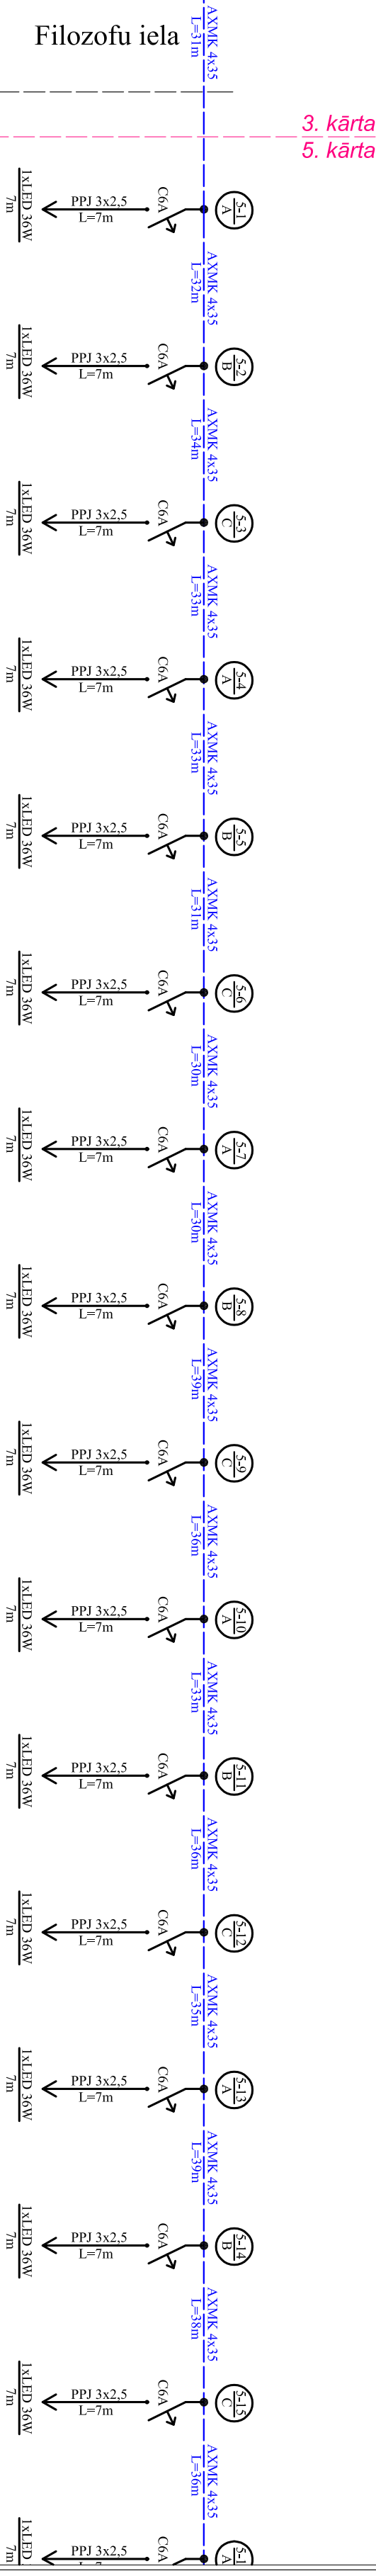 Filozofu iela
AXMK 4x35
L=31m
3. kārta
5. kārta
1xLED 36W
7m
PPJ 3x2,5
L=7m
C6A
5-1
A
AXMK 4x35
L=32m
1xLED 36W
7m
PPJ 3x2,5
L=7m
C6A
5-2
B
AXMK 4x35
L=34m
1xLED 36W
7m
PPJ 3x2,5
L=7m
C6A
5-3
C
AXMK 4x35
L=33m
1xLED 36W
7m
PPJ 3x2,5
L=7m
C6A
5-4
A
AXMK 4x35
L=33m
1xLED 36W
7m
PPJ 3x2,5
L=7m
C6A
5-5
B
AXMK 4x35
L=31m
1xLED 36W
7m
PPJ 3x2,5
L=7m
C6A
5-6
C
AXMK 4x35
L=30m
1xLED 36W
7m
PPJ 3x2,5
L=7m
C6A
5-7
A
AXMK 4x35
L=30m
1xLED 36W
7m
PPJ 3x2,5
L=7m
C6A
5-8
B
AXMK 4x35
L=39m
1xLED 36W
7m
PPJ 3x2,5
L=7m
C6A
5-9
C
AXMK 4x35
L=36m
1xLED 36W
7m
PPJ 3x2,5
L=7m
C6A
5-10
A
AXMK 4x35
L=33m
1xLED 36W
7m
PPJ 3x2,5
L=7m
C6A
5-11
B
AXMK 4x35
L=36m
1xLED 36W
7m
PPJ 3x2,5
L=7m
C6A
5-12
C
AXMK 4x35
L=35m
1xLED 36W
7m
PPJ 3x2,5
L=7m
C6A
5-13
A
AXMK 4x35
L=39m
1xLED 36W
7m
PPJ 3x2,5
L=7m
C6A
5-14
B
AXMK 4x35
L=38m
1xLED 36W
7m
PPJ 3x2,5
L=7m
C6A
5-15
C
AXMK 4x35
L=36m
1xLED
7m
PPJ 3x2,5
C6A
5-1
A